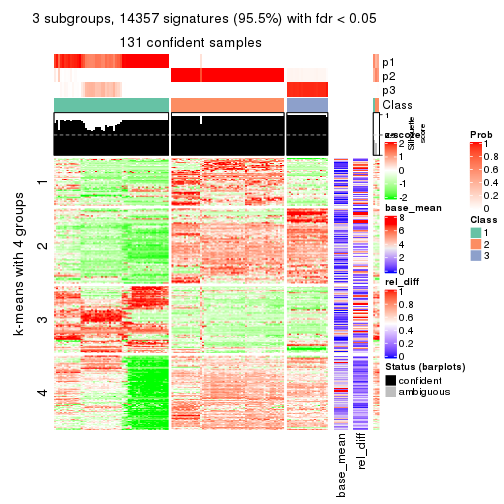 3 subgroups, 14357 signatures (95.5%) with fdr < 0.05
131 confident samples
p1
p2
p3
Class
1
Silhouette
score
z-score
2
1
0
-1
-2
Prob
1
0.8
0.6
0.4
0.2
0
base_mean
8
6
4
2
0
Class
1
2
3
rel_diff
1
0.8
0.6
0.4
0.2
0
Status (barplots)
confident
ambiguous
k-means with 4 groups
1
2
3
4
base_mean
rel_diff